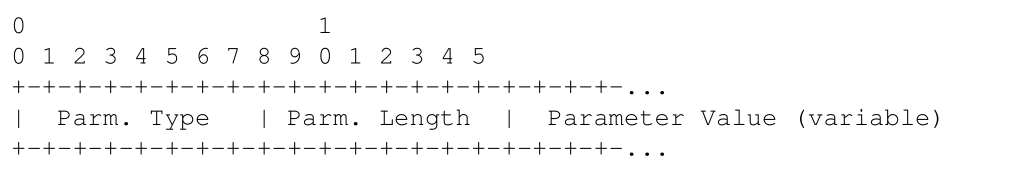 0                   1
0 1 2 3 4 5 6 7 8 9 0 1 2 3 4 5
+-+-+-+-+-+-+-+-+-+-+-+-+-+-+-+-+-+-+-+-...
|  Parm. Type   | Parm. Length  |  Parameter Value (variable)
+-+-+-+-+-+-+-+-+-+-+-+-+-+-+-+-+-+-+-+-...